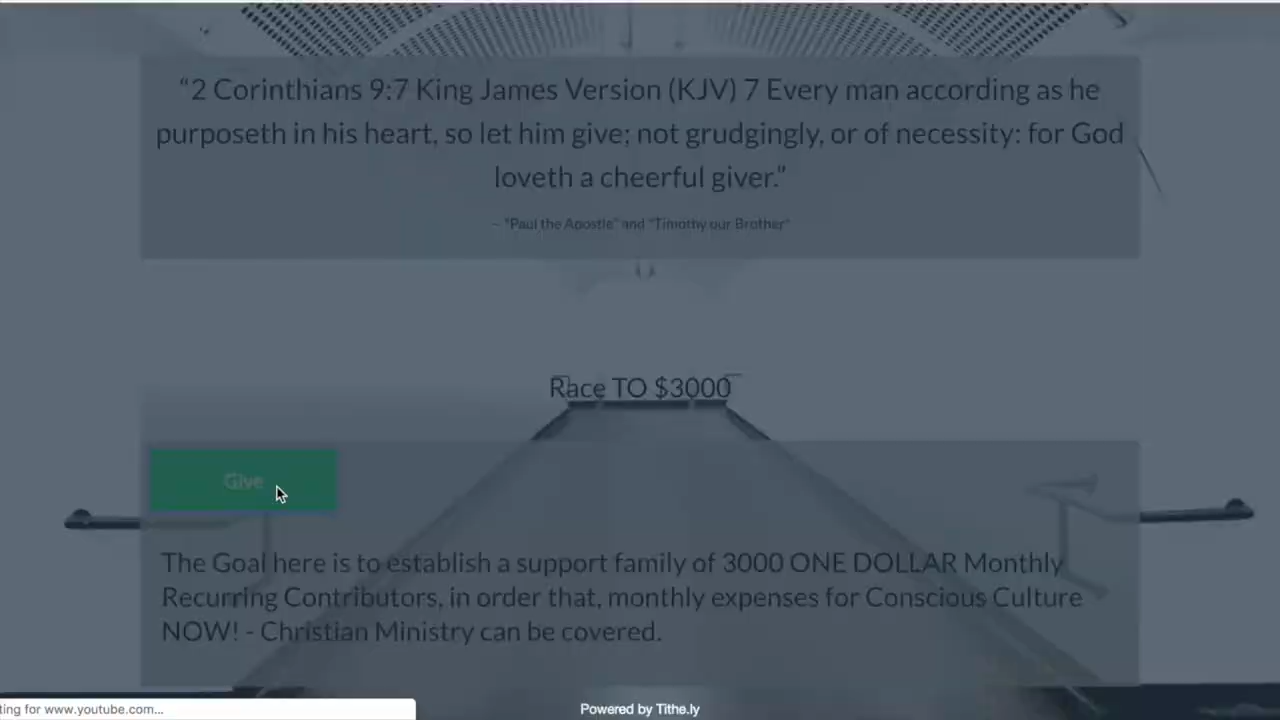 “2 Corinthians 9:7 King James Version (KJV) 7 Every man according as he
purposeth in his heart, so let him give; not grudgingly, or of necessity: for God
loveth a cheerful giver.”
– "Paul the Apostle" and "Timothy our Brother"
Race TO $3000
Give
The Goal here is to establish a support family of 3000 ONE DOLLAR Monthly
Recurring Contributors, in order that, monthly expenses for Conscious Culture
NOW! - Christian Ministry can be covered.
ting for www.youtube.com...
Powered by Tithe.ly